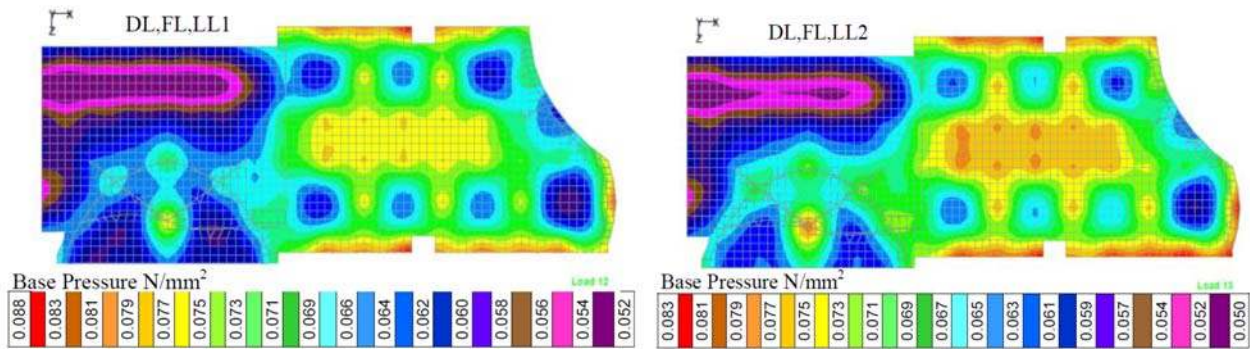 X
Z
DL,FL,LL1
Base Pressure N/mm²
Load 12
0.088 0.083 0.081 0.079 0.077 0.075 0.073 0.071 0.069 0.066 0.064 0.062 0.060 0.058 0.056 0.054 0.052
X
Z
DL,FL,LL2
Base Pressure N/mm²
Load 13
0.083 0.081 0.079 0.077 0.075 0.073 0.071 0.069 0.067 0.065 0.063 0.061 0.059 0.057 0.054 0.052 0.050